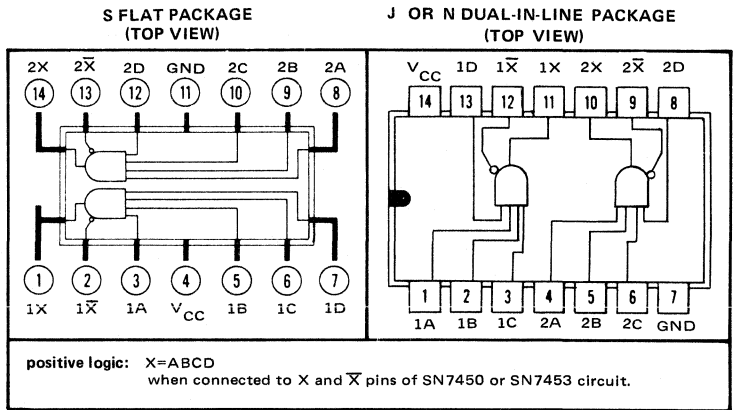 S FLAT PACKAGE
(TOP VIEW)
2X 2X̅ 2D GND 2C 2B 2A
14 13 12 11 10 9 8
1 2 3 4 5 6 7
1X 1X̅ 1A VCC 1B 1C 1D
J OR N DUAL-IN-LINE PACKAGE
(TOP VIEW)
VCC 1D 1X̅ 1X 2X 2X̅ 2D
14 13 12 11 10 9 8
1 2 3 4 5 6 7
1A 1B 1C 2A 2B 2C GND
positive logic: X=ABCD
when connected to X and X̅ pins of SN7450 or SN7453 circuit.